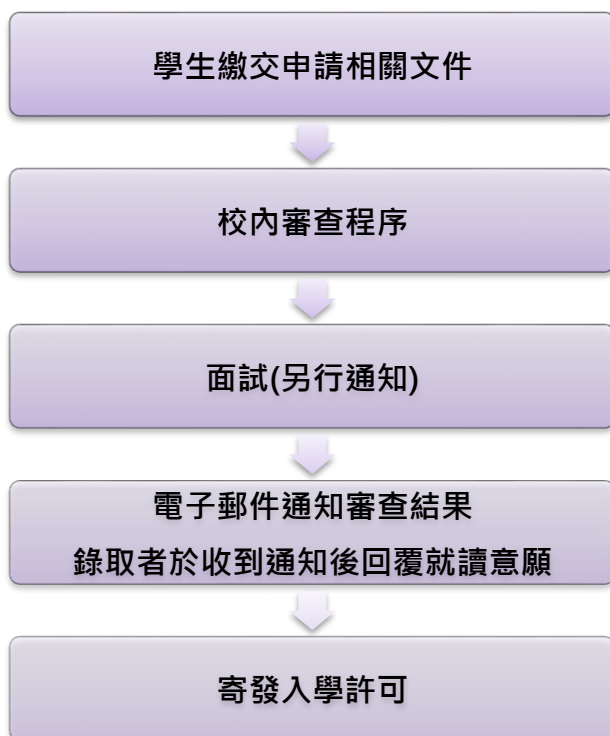 學生繳交申請相關文件
校內審查程序
面試(另行通知)
電子郵件通知審查結果
錄取者於收到通知後回覆就讀意願
寄發入學許可